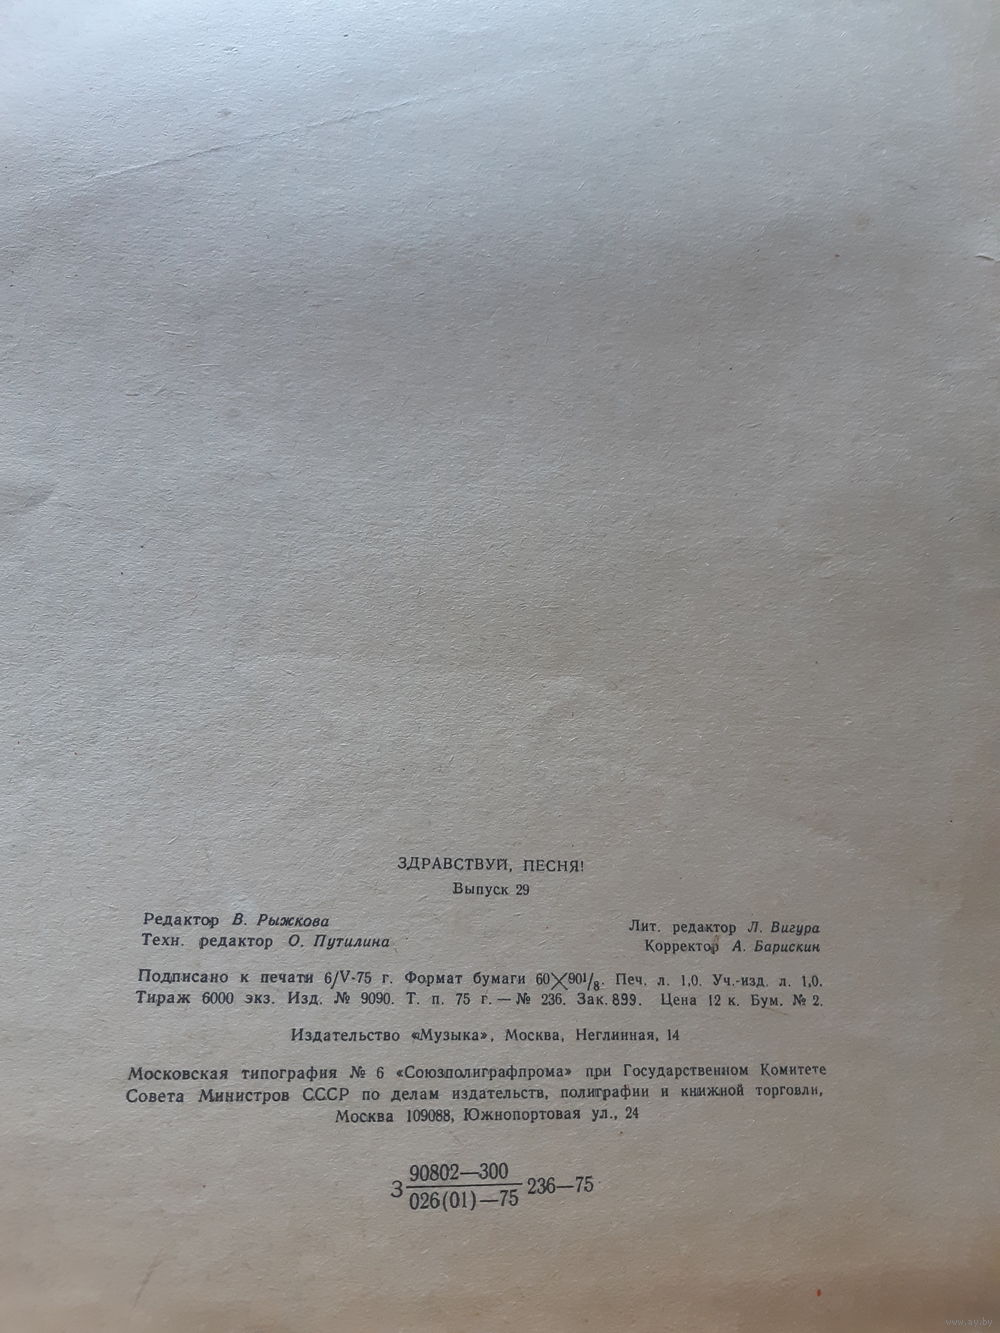 ЗДРАВСТВУЙ, ПЕСНЯ!
Выпуск 29
Редактор В. Рыжкова
Лит. редактор Л. Вигура
Техн. редактор О. Путилина
Корректор А. Барискин
Подписано к печати 6/V-75 г. Формат бумаги 60×90¹/₈. Печ. л. 1,0. Уч.-изд. л. 1,0.
Тираж 6000 экз. Изд. № 9090. Т. п. 75 г. — № 236. Зак. 899. Цена 12 к. Бум. № 2.
Издательство «Музыка», Москва, Неглинная, 14
Московская типография № 6 «Союзполиграфпрома» при Государственном Комитете
Совета Министров СССР по делам издательств, полиграфии и книжной торговли,
Москва 109088, Южнопортовая ул., 24
90802—300
З 236—75
026(01)—75
www.ay.by